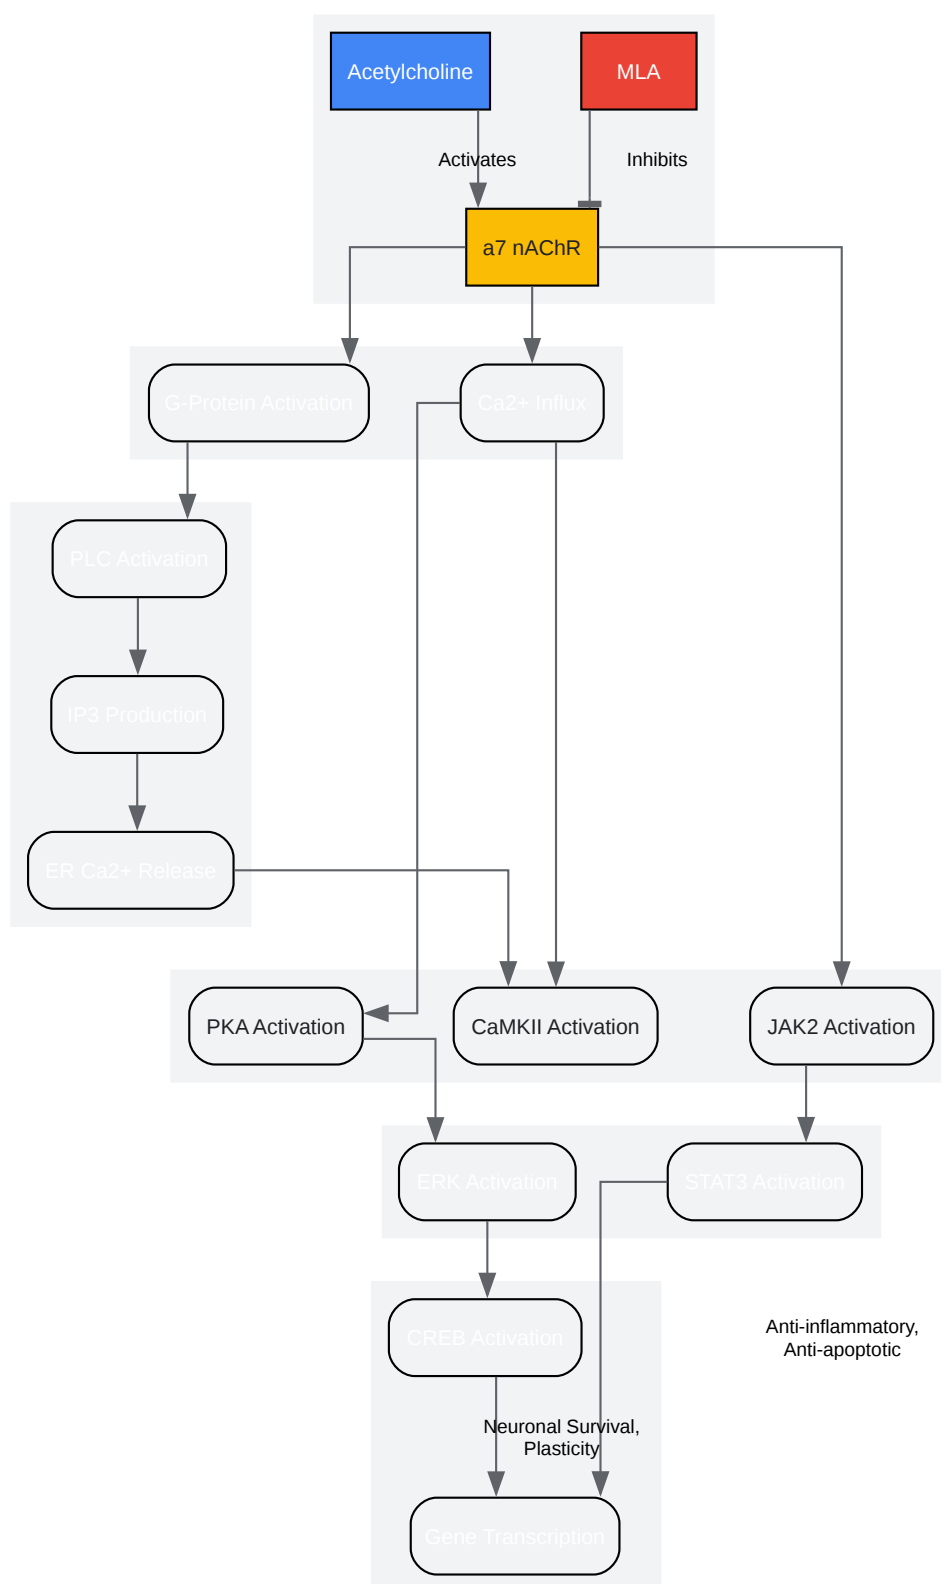 Acetylcholine
MLA
Activates
Inhibits
a7 nAChR
G-Protein Activation
Ca2+ Influx
PLC Activation
IP3 Production
ER Ca2+ Release
PKA Activation
CaMKII Activation
JAK2 Activation
ERK Activation
STAT3 Activation
CREB Activation
Anti-inflammatory,
Anti-apoptotic
Neuronal Survival,
Plasticity
Gene Transcription